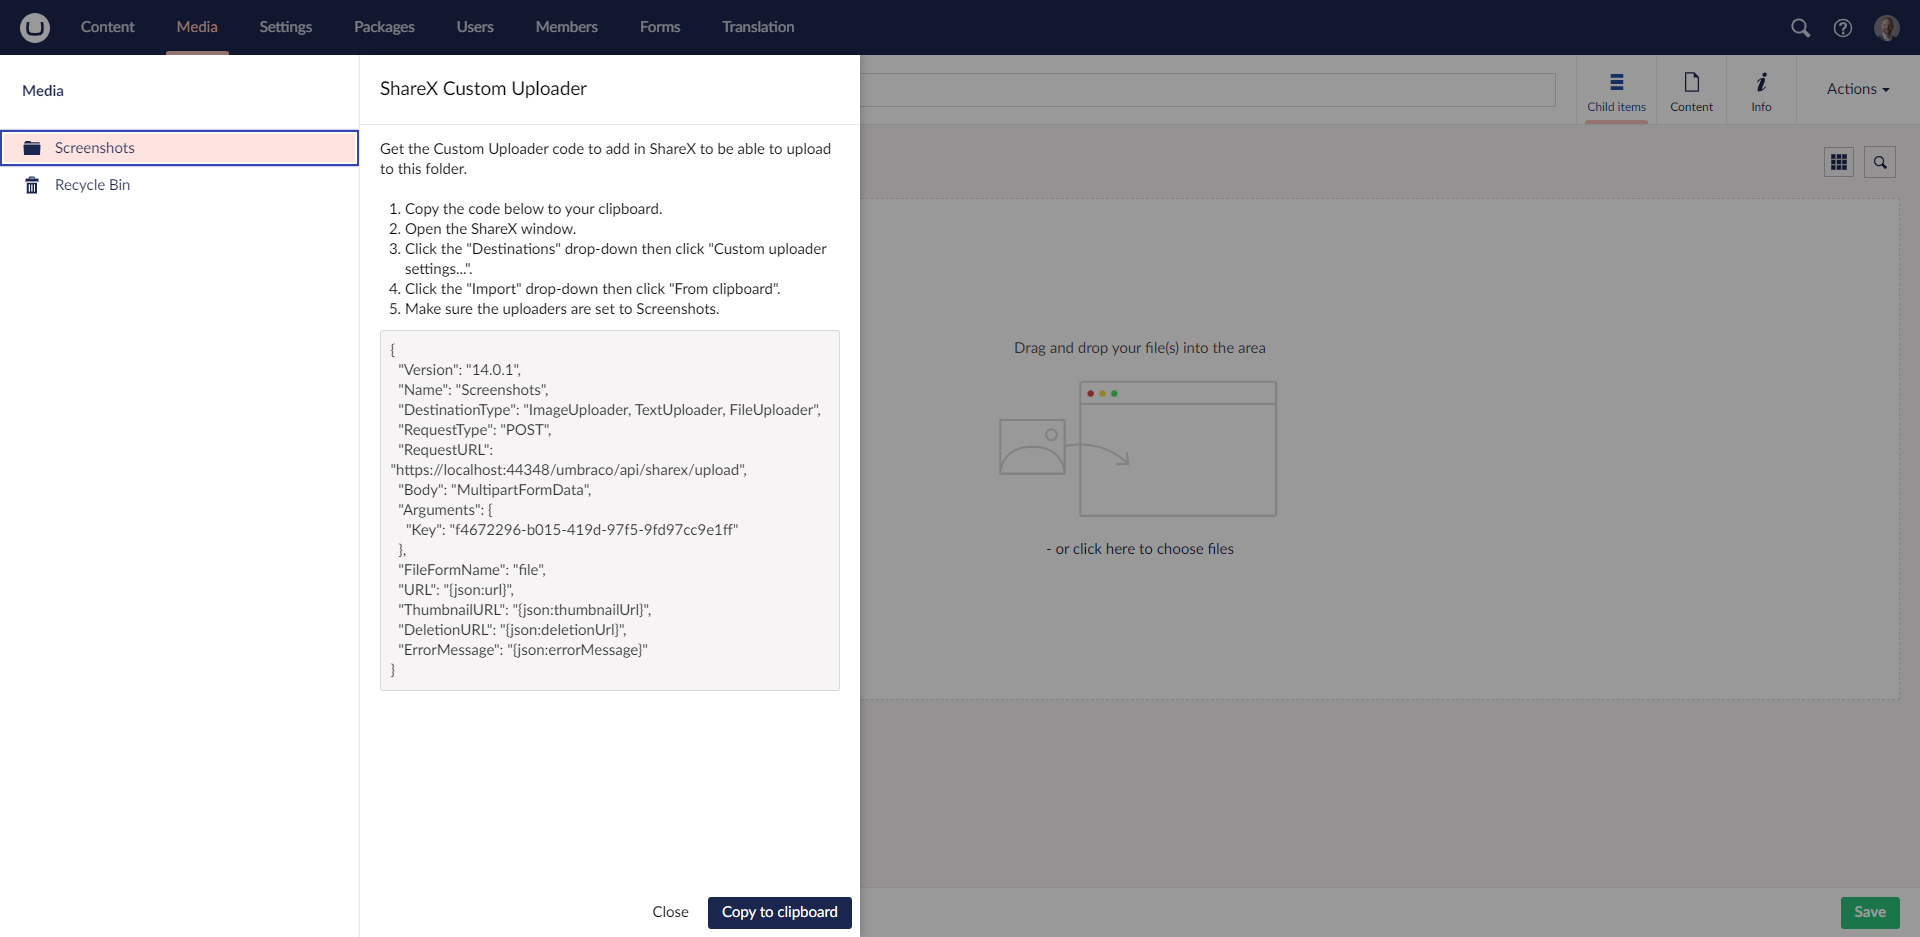 Content
Media
Settings
Packages
Users
Members
Forms
Translation
Media
Screenshots
Recycle Bin
ShareX Custom Uploader
Get the Custom Uploader code to add in ShareX to be able to upload
to this folder.
1. Copy the code below to your clipboard.
2. Open the ShareX window.
3. Click the "Destinations" drop-down then click "Custom uploader
settings...".
4. Click the "Import" drop-down then click "From clipboard".
5. Make sure the uploaders are set to Screenshots.
{
"Version": "14.0.1",
"Name": "Screenshots",
"DestinationType": "ImageUploader, TextUploader, FileUploader",
"RequestType": "POST",
"RequestURL":
"https://localhost:44348/umbraco/api/sharex/upload",
"Body": "MultipartFormData",
"Arguments": {
"Key": "f4672296-b015-419d-97f5-9fd97cc9e1ff"
},
"FileFormName": "file",
"URL": "{json:url}",
"ThumbnailURL": "{json:thumbnailUrl}",
"DeletionURL": "{json:deletionUrl}",
"ErrorMessage": "{json:errorMessage}"
}
Close
Copy to clipboard
Child items
Content
Info
Actions
Drag and drop your file(s) into the area
- or click here to choose files
Save